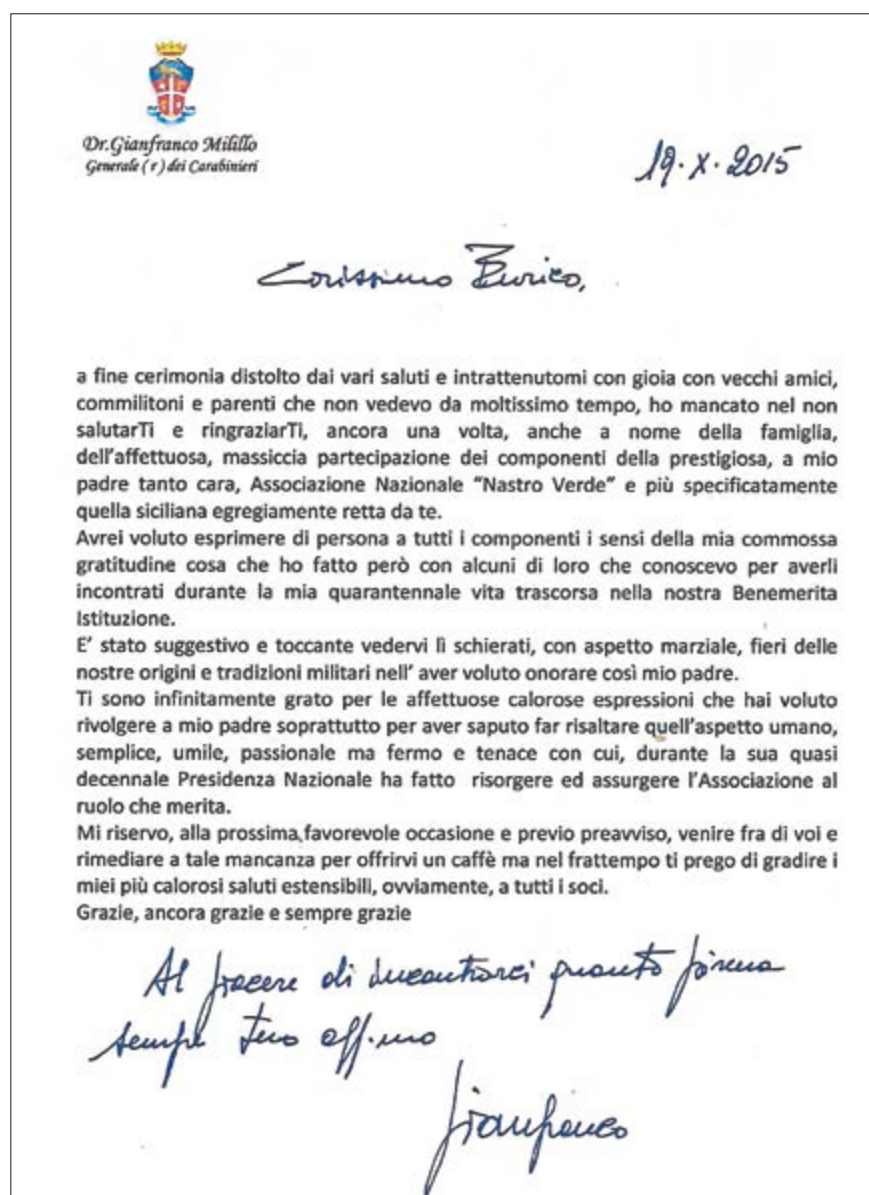 Dr.Gianfranco Milillo
Generale ( r ) dei Carabinieri
19.X.2015
Carissimo Enrico,
a fine cerimonia distolto dai vari saluti e intrattenutomi con gioia con vecchi amici,
commilitoni e parenti che non vedevo da moltissimo tempo, ho mancato nel non
salutarTi e ringraziarTi, ancora una volta, anche a nome della famiglia,
dell'affettuosa, massiccia partecipazione dei componenti della prestigiosa, a mio
padre tanto cara, Associazione Nazionale "Nastro Verde" e più specificatamente
quella siciliana egregiamente retta da te.
Avrei voluto esprimere di persona a tutti i componenti i sensi della mia commossa
gratitudine cosa che ho fatto però con alcuni di loro che conoscevo per averli
incontrati durante la mia quarantennale vita trascorsa nella nostra Benemerita
Istituzione.
E' stato suggestivo e toccante vedervi lì schierati, con aspetto marziale, fieri delle
nostre origini e tradizioni militari nell' aver voluto onorare così mio padre.
Ti sono infinitamente grato per le affettuose calorose espressioni che hai voluto
rivolgere a mio padre soprattutto per aver saputo far risaltare quell'aspetto umano,
semplice, umile, passionale ma fermo e tenace con cui, durante la sua quasi
decennale Presidenza Nazionale ha fatto risorgere ed assurgere l'Associazione al
ruolo che merita.
Mi riservo, alla prossima favorevole occasione e previo preavviso, venire fra di voi e
rimediare a tale mancanza per offrirvi un caffè ma nel frattempo ti prego di gradire i
miei più calorosi saluti estensibili, ovviamente, a tutti i soci.
Grazie, ancora grazie e sempre grazie
Al piacere di incontrarci quanto prima
sempre tuo aff.mo
Gianfranco